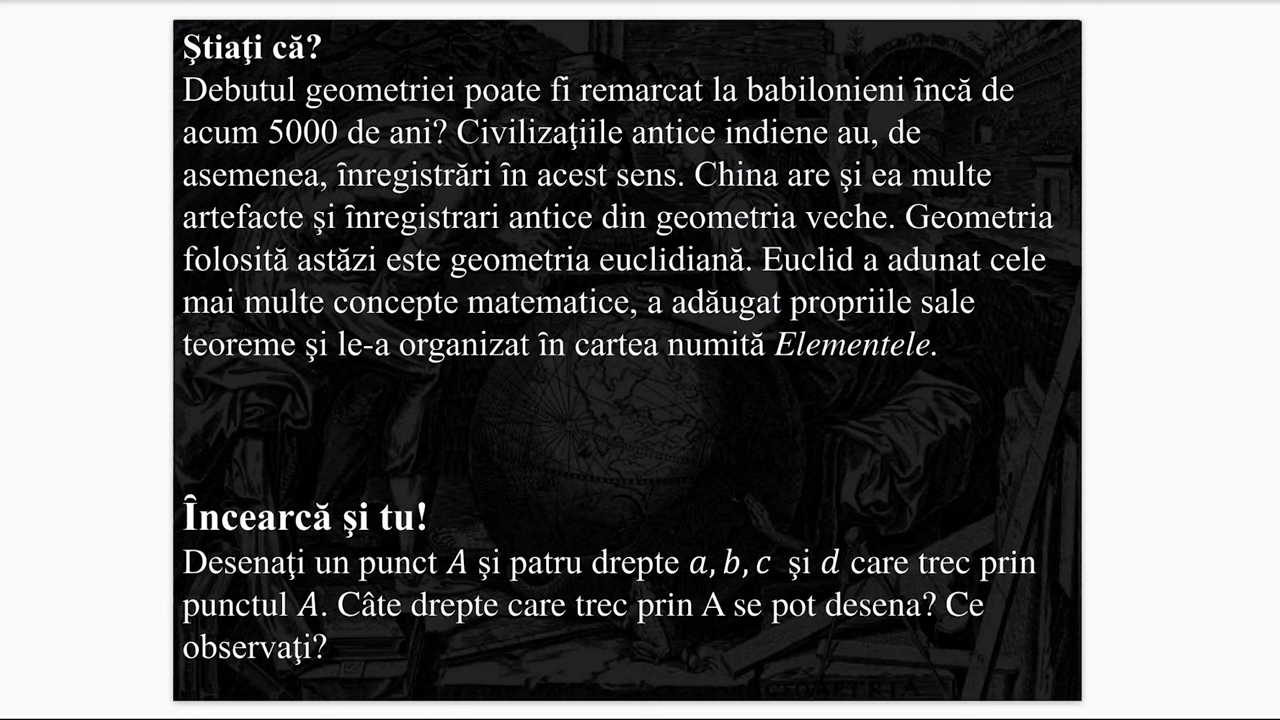 Ştiaţi că?
Debutul geometriei poate fi remarcat la babilonieni încă de
acum 5000 de ani? Civilizaţiile antice indiene au, de
asemenea, înregistrări în acest sens. China are şi ea multe
artefacte şi înregistrari antice din geometria veche. Geometria
folosită astăzi este geometria euclidiană. Euclid a adunat cele
mai multe concepte matematice, a adăugat propriile sale
teoreme şi le-a organizat în cartea numită Elementele.
Încearcă şi tu!
Desenaţi un punct A şi patru drepte a, b, c şi d care trec prin
punctul A. Câte drepte care trec prin A se pot desena? Ce
observaţi?